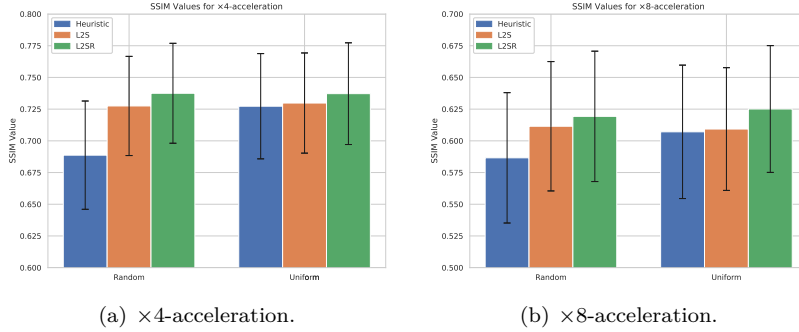 SSIM Values for ×4-acceleration
Heuristic
L2S
L2SR
SSIM Value
0.800
0.775
0.750
0.725
0.700
0.675
0.650
0.625
0.600
Random
Uniform
(a) ×4-acceleration.
SSIM Values for ×8-acceleration
Heuristic
L2S
L2SR
SSIM Value
0.700
0.675
0.650
0.625
0.600
0.575
0.550
0.525
0.500
Random
Uniform
(b) ×8-acceleration.